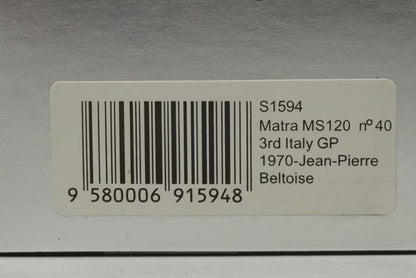 S1594
Matra MS120 nº40
3rd Italy GP
1970-Jean-Pierre
Beltoise
9 580006 915948